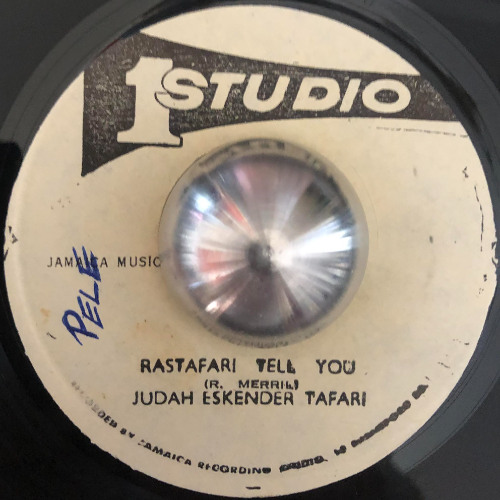 1 STUDIO
JAMAICA MUSIC
PELE
RASTAFARI TELL YOU
(R. MERRIL)
JUDAH ESKENDER TAFARI
RECORDED BY JAMAICA RECORDING